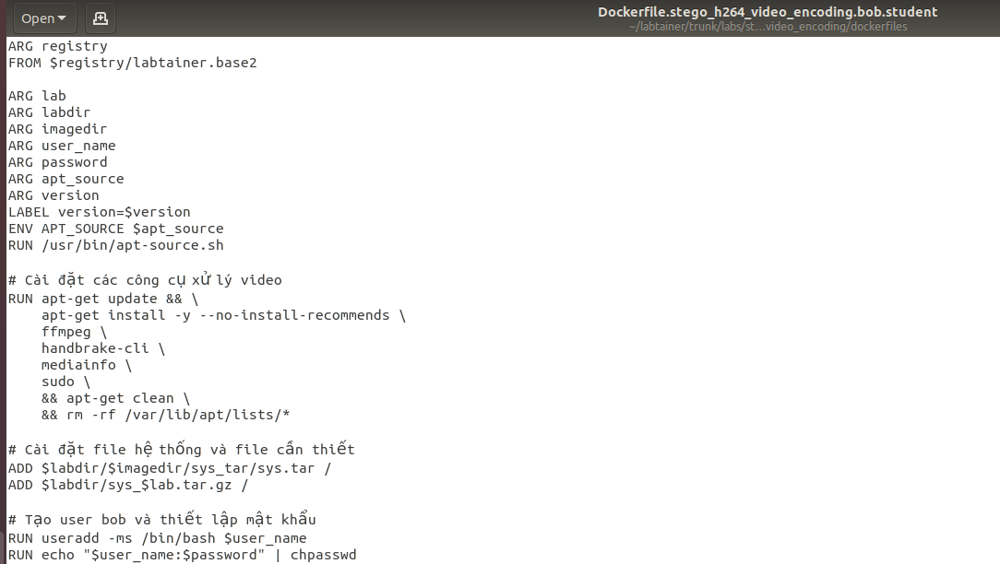 Open
Dockerfile.stego_h264_video_encoding.bob.student
~/labtainer/trunk/labs/st…video_encoding/dockerfiles
ARG registry
FROM $registry/labtainer.base2
ARG lab
ARG labdir
ARG imagedir
ARG user_name
ARG password
ARG apt_source
ARG version
LABEL version=$version
ENV APT_SOURCE $apt_source
RUN /usr/bin/apt-source.sh
# Cài đặt các công cụ xử lý video
RUN apt-get update && \
    apt-get install -y --no-install-recommends \
    ffmpeg \
    handbrake-cli \
    mediainfo \
    sudo \
    && apt-get clean \
    && rm -rf /var/lib/apt/lists/*
# Cài đặt file hệ thống và file cần thiết
ADD $labdir/$imagedir/sys_tar/sys.tar /
ADD $labdir/sys_$lab.tar.gz /
# Tạo user bob và thiết lập mật khẩu
RUN useradd -ms /bin/bash $user_name
RUN echo "$user_name:$password" | chpasswd